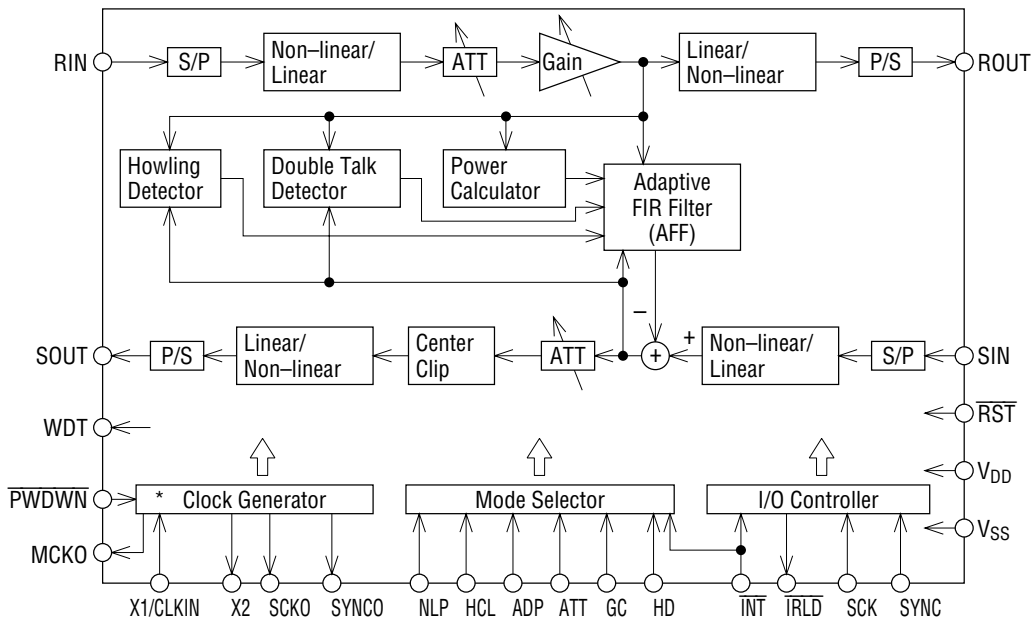 RIN
S/P
Non–linear/
Linear
ATT
Gain
Linear/
Non–linear
P/S
ROUT
Howling
Detector
Double Talk
Detector
Power
Calculator
Adaptive
FIR Filter
(AFF)
–
SOUT
P/S
Linear/
Non–linear
Center
Clip
ATT
+
+
Non–linear/
Linear
S/P
SIN
WDT
RST
VDD
VSS
PWDWN
MCKO
* Clock Generator
Mode Selector
I/O Controller
X1/CLKIN
X2
SCKO
SYNCO
NLP
HCL
ADP
ATT
GC
HD
INT
IRLD
SCK
SYNC